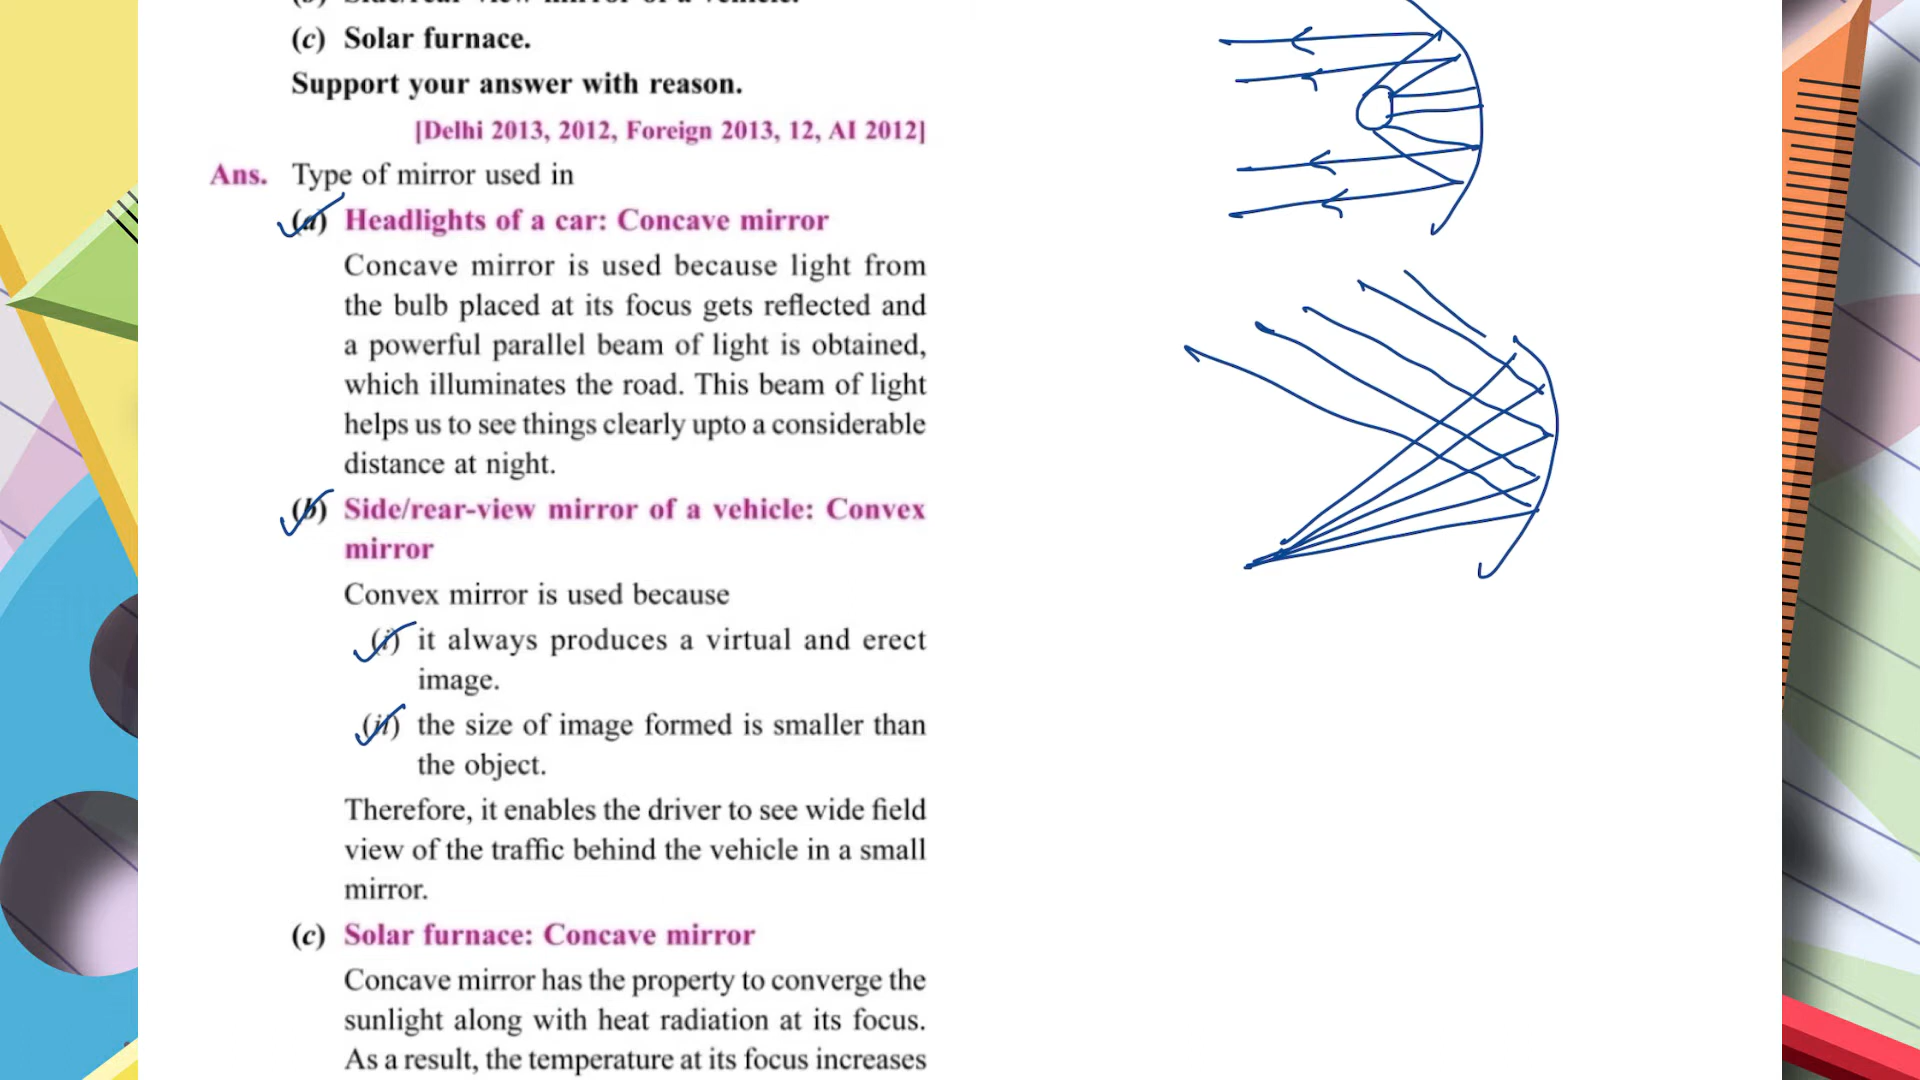 (b) Side/rear-view mirror of a vehicle.
(c) Solar furnace.
Support your answer with reason.
[Delhi 2013, 2012, Foreign 2013, 12, AI 2012]
Ans. Type of mirror used in
(a) Headlights of a car: Concave mirror
Concave mirror is used because light from
the bulb placed at its focus gets reflected and
a powerful parallel beam of light is obtained,
which illuminates the road. This beam of light
helps us to see things clearly upto a considerable
distance at night.
(b) Side/rear-view mirror of a vehicle: Convex
mirror
Convex mirror is used because
(i) it always produces a virtual and erect
image.
(ii) the size of image formed is smaller than
the object.
Therefore, it enables the driver to see wide field
view of the traffic behind the vehicle in a small
mirror.
(c) Solar furnace: Concave mirror
Concave mirror has the property to converge the
sunlight along with heat radiation at its focus.
As a result, the temperature at its focus increases